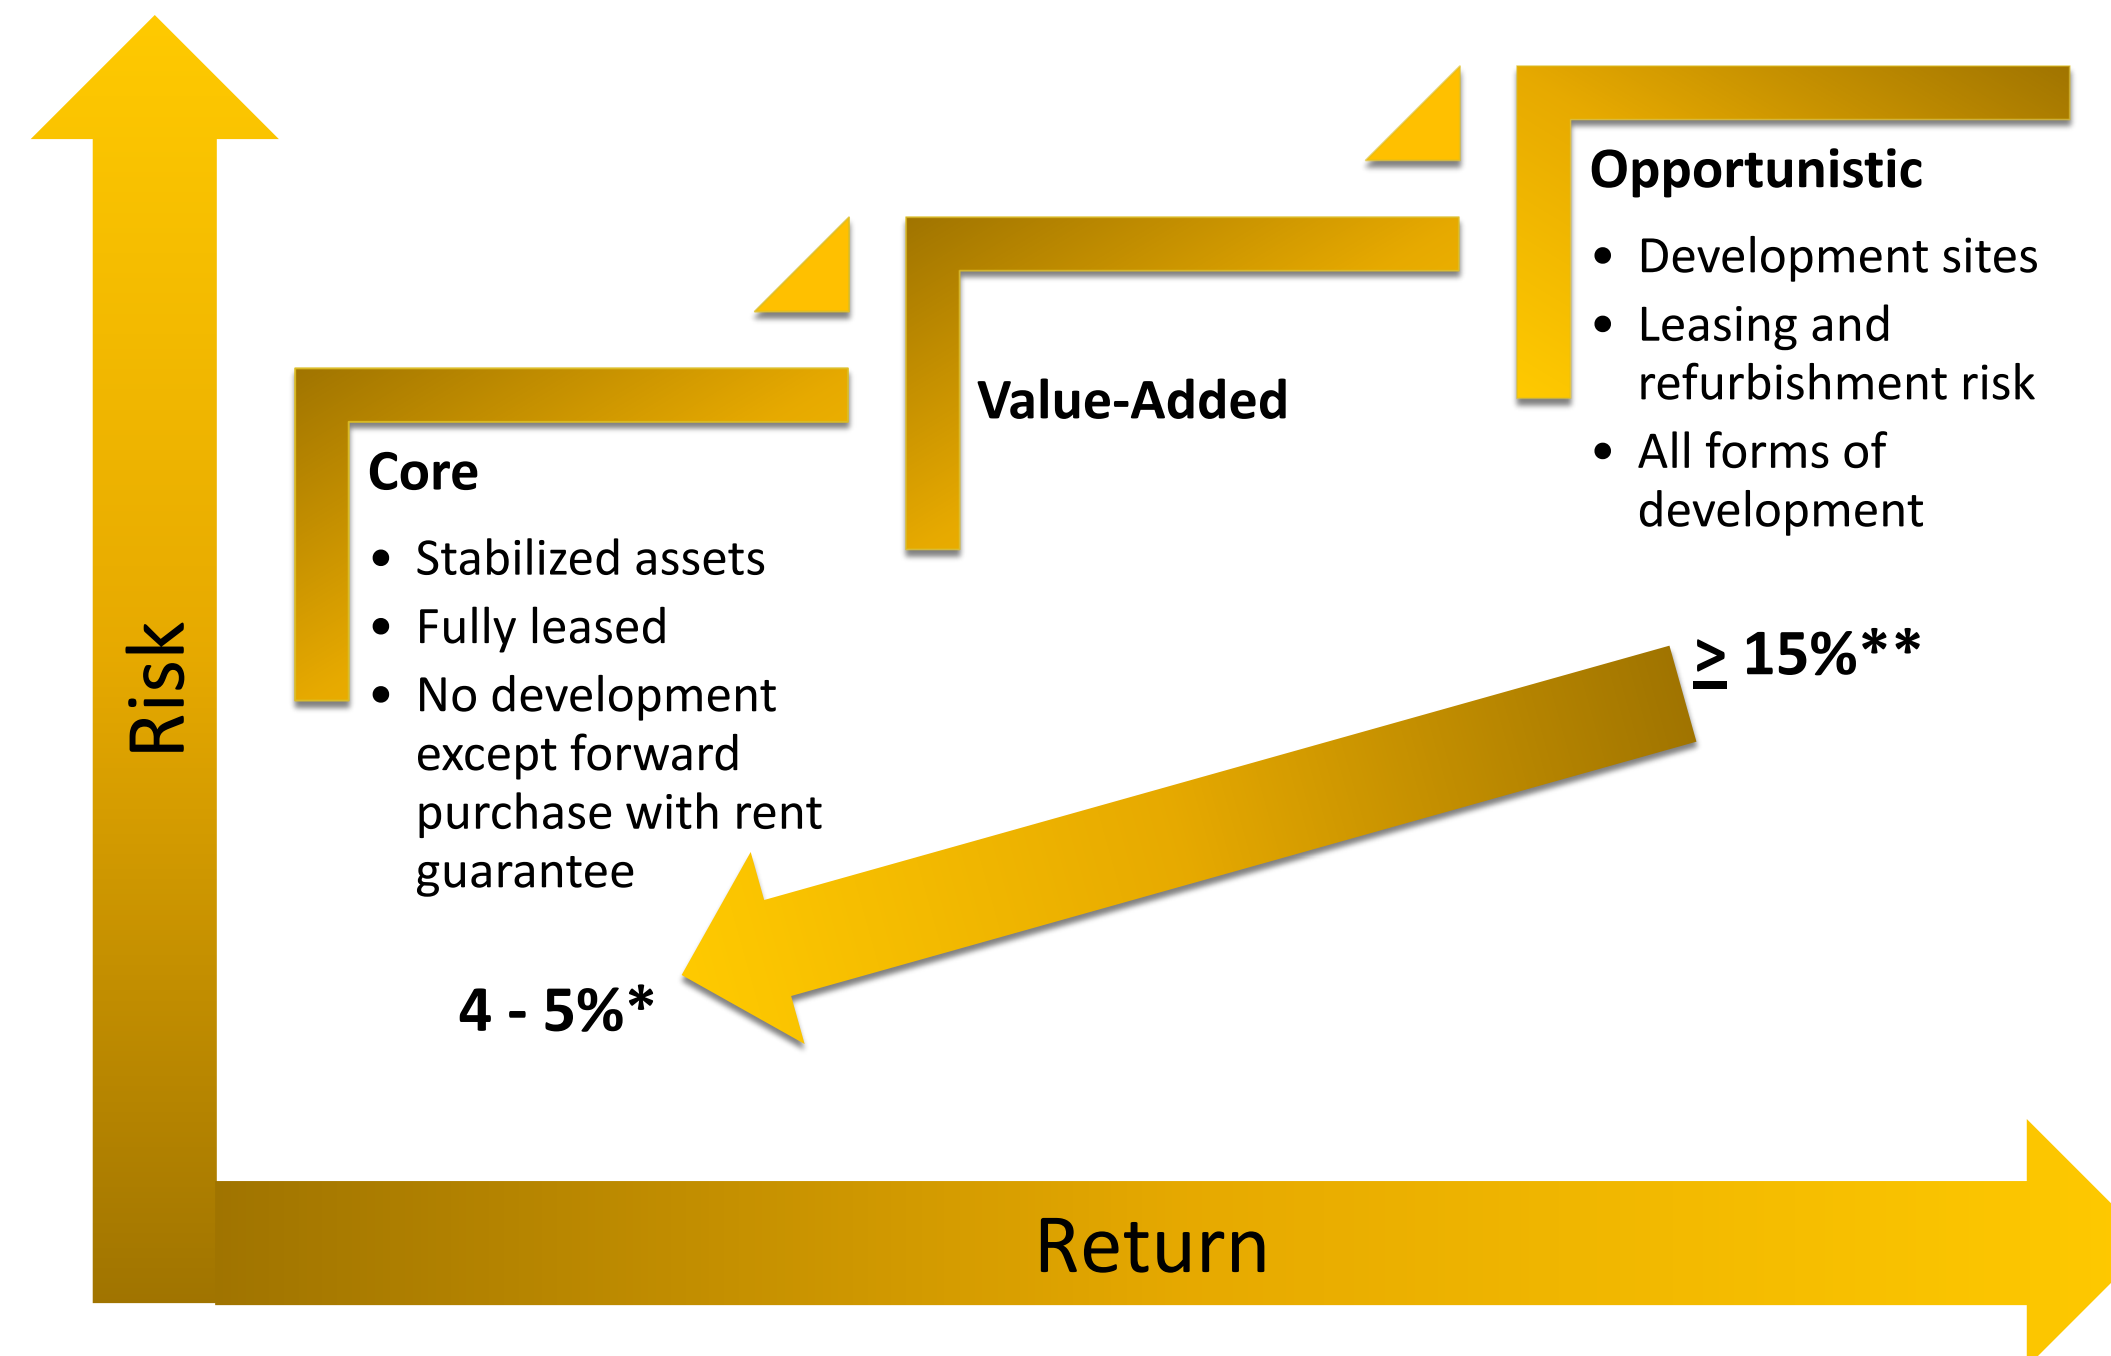 Risk
Core
• Stabilized assets
• Fully leased
• No development
except forward
purchase with rent
guarantee
4 - 5%*
Value-Added
Opportunistic
• Development sites
• Leasing and
refurbishment risk
• All forms of
development
≥ 15%**
Return